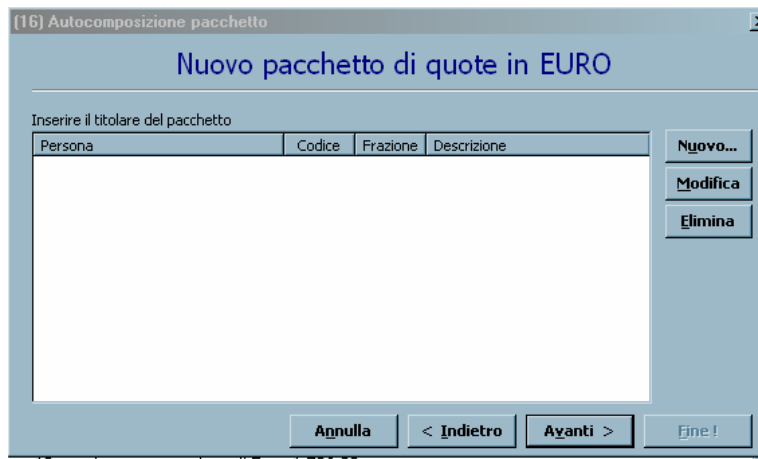 (16) Autocomposizione pacchetto
Nuovo pacchetto di quote in EURO
Inserire il titolare del pacchetto
Persona Codice Frazione Descrizione
Nuovo...
Modifica
Elimina
Annulla < Indietro Avanti > Fine !